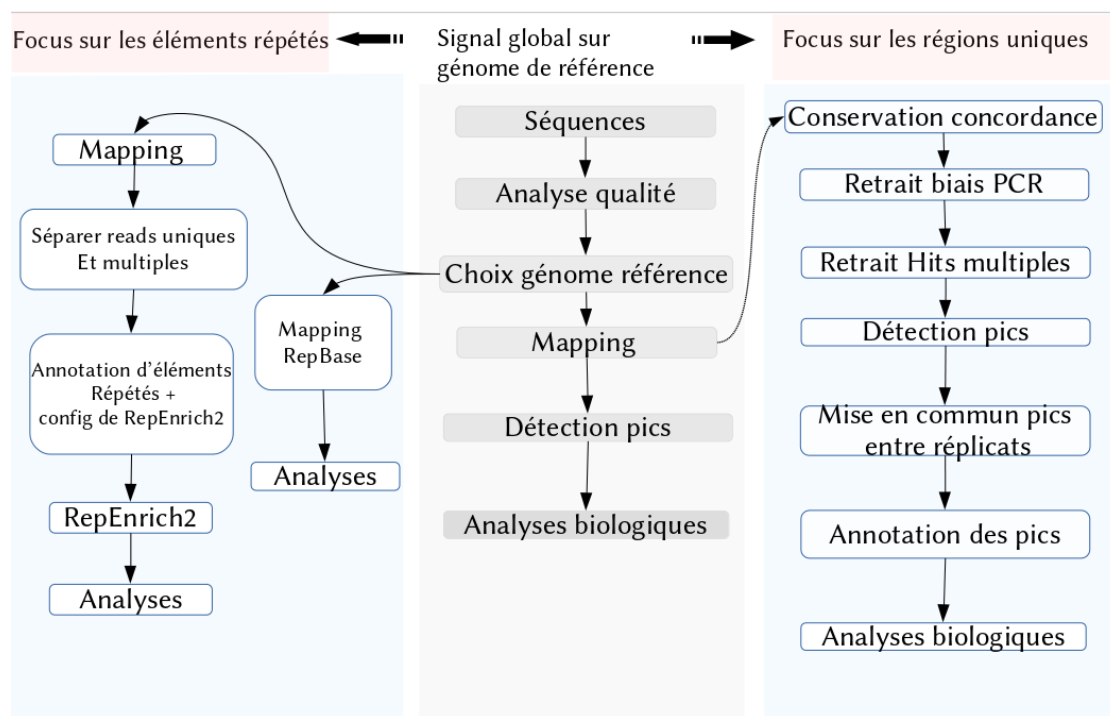 Focus sur les éléments répétés
Signal global sur
génome de référence
Focus sur les régions uniques
Mapping
Séparer reads uniques
Et multiples
Annotation d'éléments
Répétés +
config de RepEnrich2
RepEnrich2
Analyses
Mapping
RepBase
Analyses
Séquences
Analyse qualité
Choix génome référence
Mapping
Détection pics
Analyses biologiques
Conservation concordance
Retrait biais PCR
Retrait Hits multiples
Détection pics
Mise en commun pics
entre réplicats
Annotation des pics
Analyses biologiques